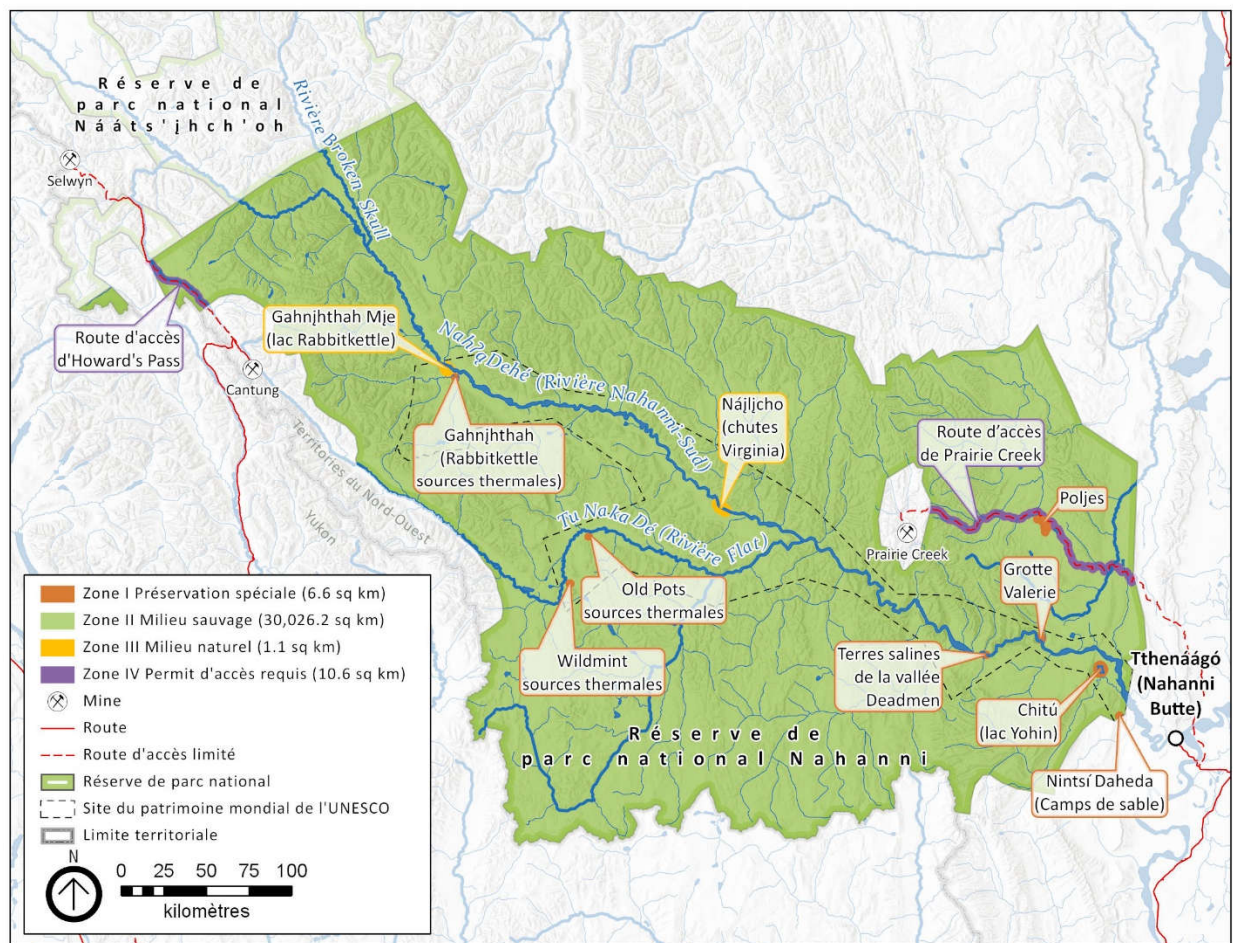 Réserve de
parc national
Náátś'įhch'oh
Rivière Broken Skull
Selwyn
Route d'accès
d'Howard's Pass
Cantung
Gahnįhthah Mįe
(lac Rabbitkettle)
Nahʔą Dehé (Rivière Nahanni-Sud)
Gahnįhthah
(Rabbitkettle
sources thermales)
Náįlįcho
(chutes
Virginia)
Route d'accès
de Prairie Creek
Poljes
Prairie Creek
Territories du Nord-Ouest
Yukon
Tu Naka Dé (Rivière Flat)
Old Pots
sources thermales
Grotte
Valerie
Wildmint
sources thermales
Terres salines
de la vallée
Deadmen
Tthenáágó
(Nahanni
Butte)
Chitú
(lac Yohin)
Réserve de
parc national Nahanni
Nintsí Daheda
(Camps de sable)
Zone I Préservation spéciale (6.6 sq km)
Zone II Milieu sauvage (30,026.2 sq km)
Zone III Milieu naturel (1.1 sq km)
Zone IV Permit d'accès requis (10.6 sq km)
Mine
Route
Route d'accès limité
Réserve de parc national
Site du patrimoine mondial de l'UNESCO
Limite territoriale
N
0 25 50 75 100
kilomètres